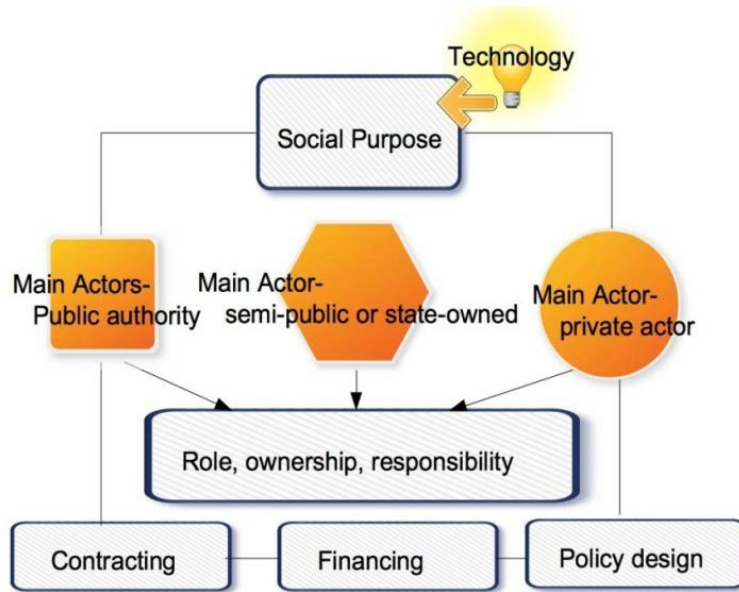 Technology
Social Purpose
Main Actors-
Public authority
Main Actor-
semi-public or state-owned
Main Actor-
private actor
Role, ownership, responsibility
Contracting
Financing
Policy design